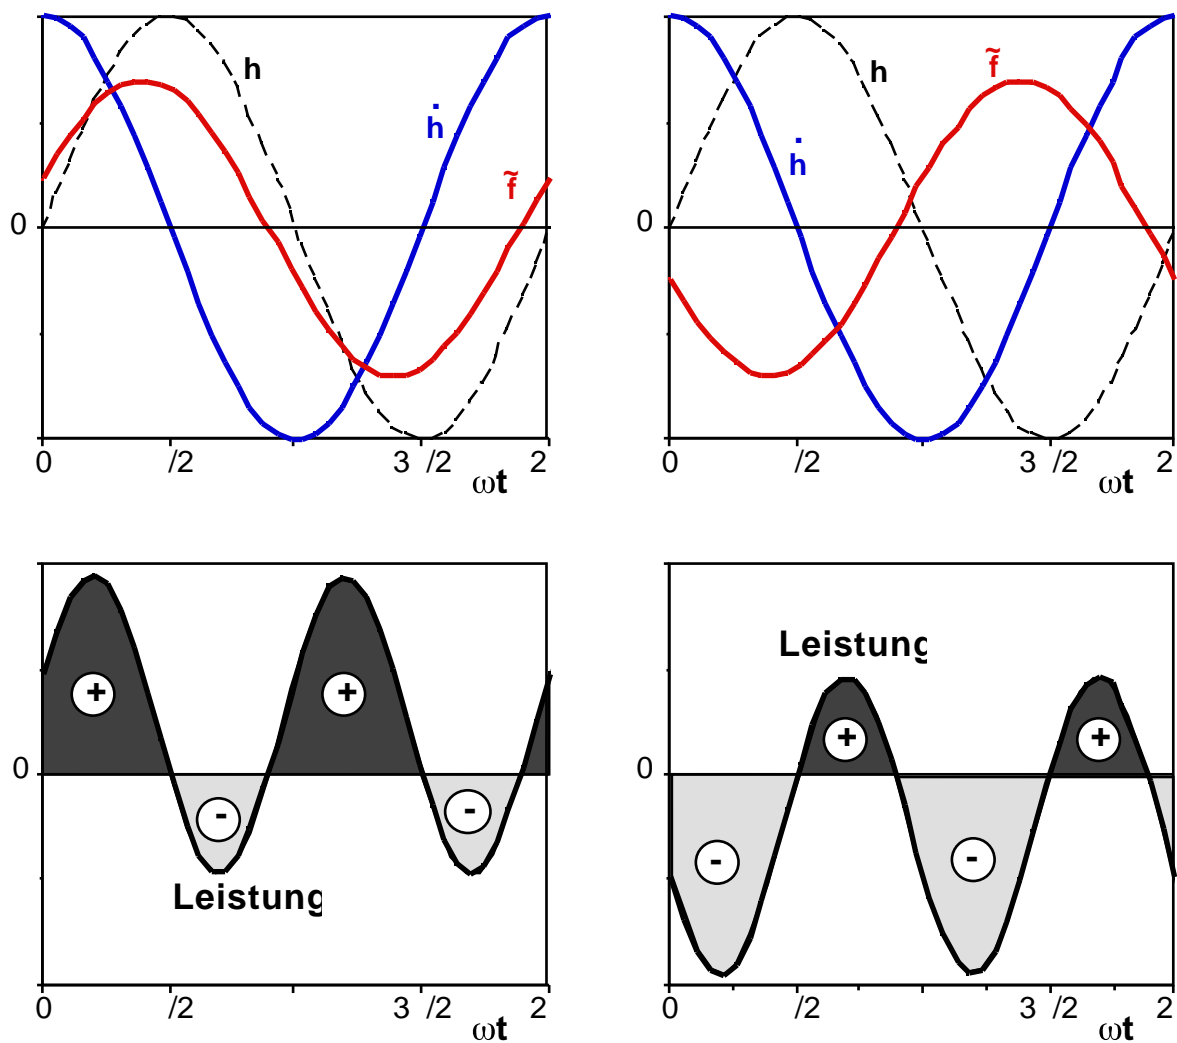 h
ḣ
f̃
0
0 /2 3 /2 2
ωt
h
f̃
ḣ
0
0 /2 3 /2 2
ωt
+ +
0
- -
Leistung
0 /2 3 /2 2
ωt
Leistung
+ +
0
- -
0 /2 3 /2 2
ωt